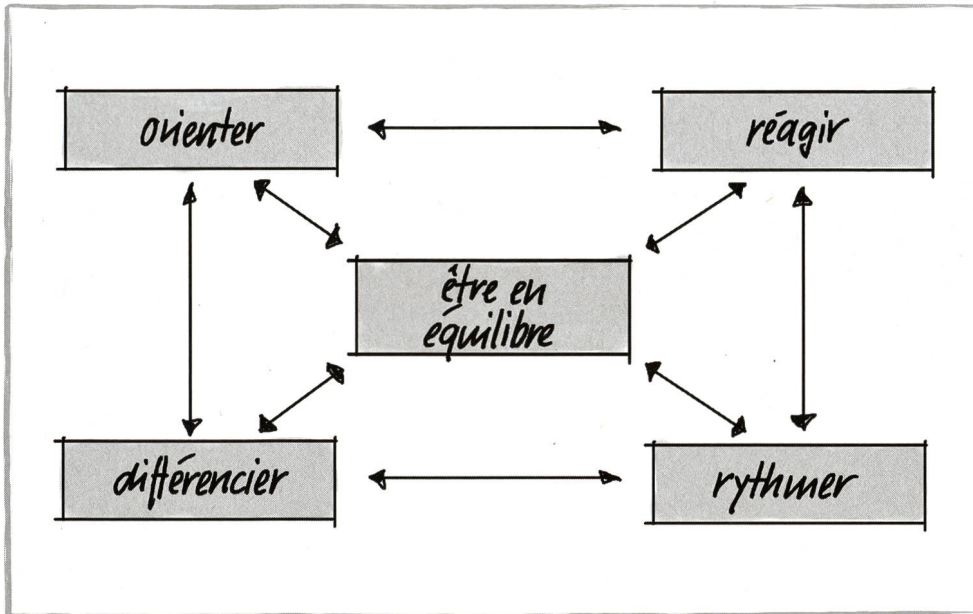 orienter
réagir
être en
équilibre
différencier
rythmer